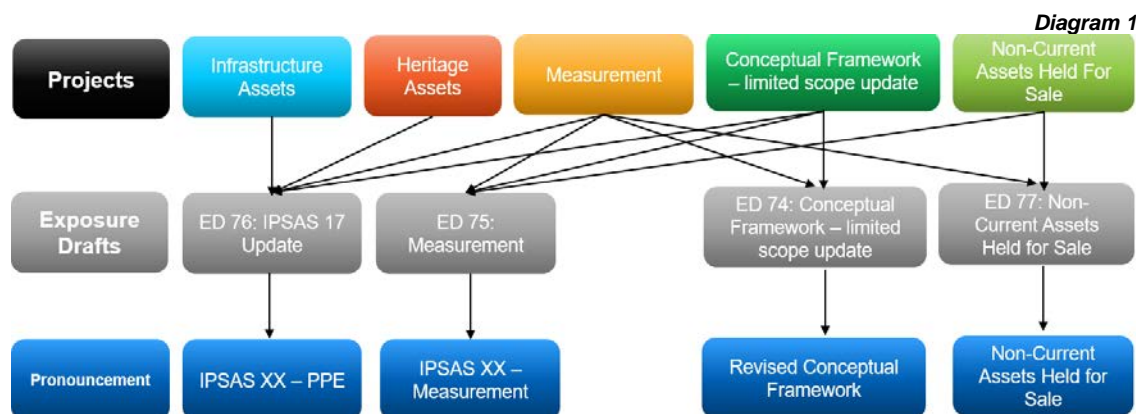 Diagram 1
Projects
Infrastructure
Assets
Heritage
Assets
Measurement
Conceptual Framework
– limited scope update
Non-Current
Assets Held For
Sale
Exposure
Drafts
ED 76: IPSAS 17
Update
ED 75:
Measurement
ED 74: Conceptual
Framework – limited
scope update
ED 77: Non-
Current Assets
Held for Sale
Pronouncement
IPSAS XX – PPE
IPSAS XX –
Measurement
Revised Conceptual
Framework
Non-Current
Assets Held for
Sale